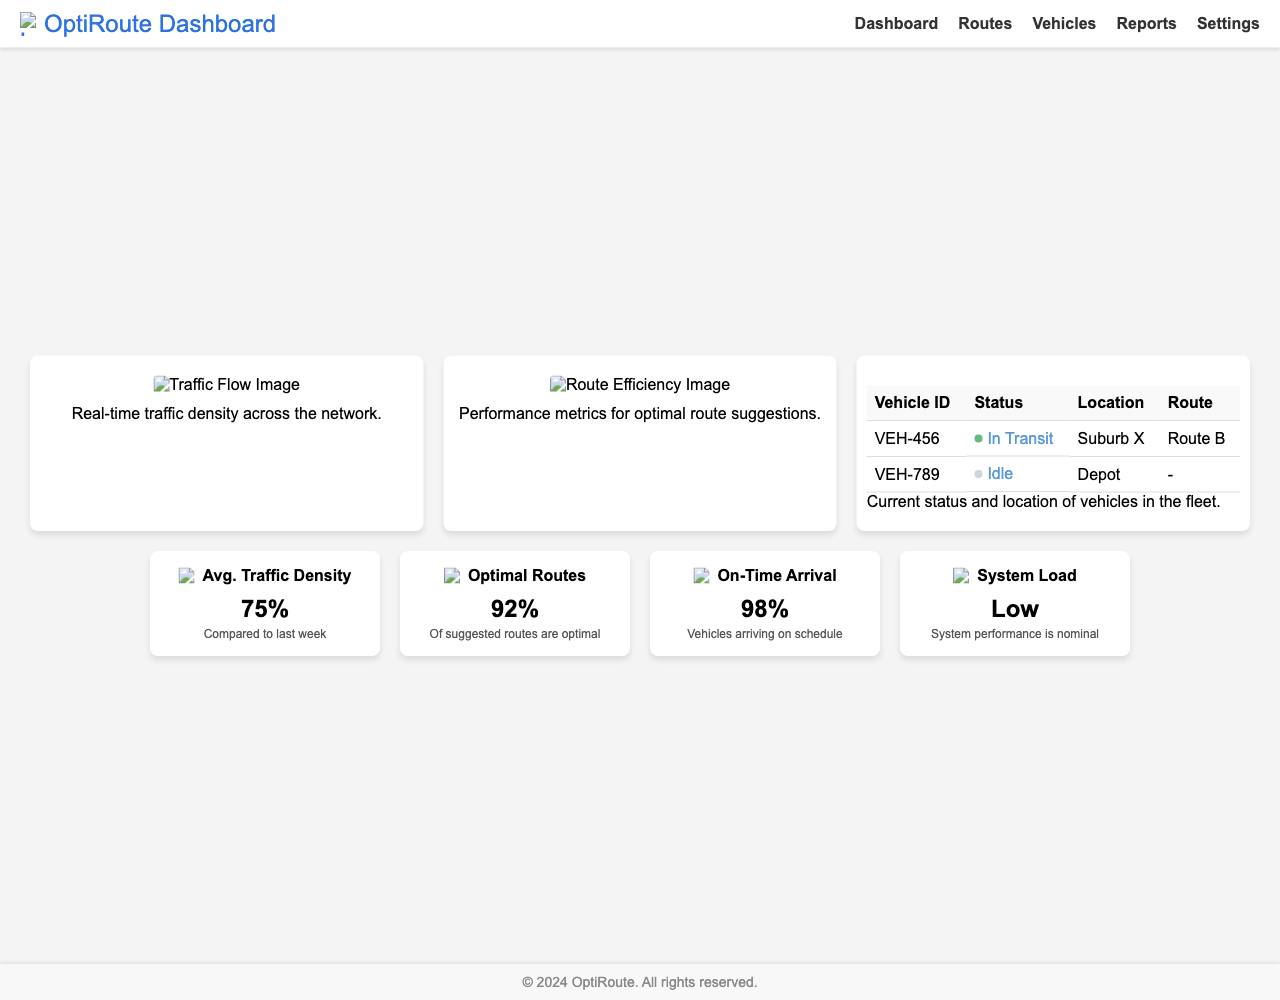 OptiRoute Dashboard
Dashboard Routes Vehicles Reports Settings
Traffic Flow Image
Real-time traffic density across the network.
Route Efficiency Image
Performance metrics for optimal route suggestions.
Vehicle ID Status Location Route
VEH-456 In Transit Suburb X Route B
VEH-789 Idle Depot -
Current status and location of vehicles in the fleet.
Avg. Traffic Density
75%
Compared to last week
Optimal Routes
92%
Of suggested routes are optimal
On-Time Arrival
98%
Vehicles arriving on schedule
System Load
Low
System performance is nominal
© 2024 OptiRoute. All rights reserved.